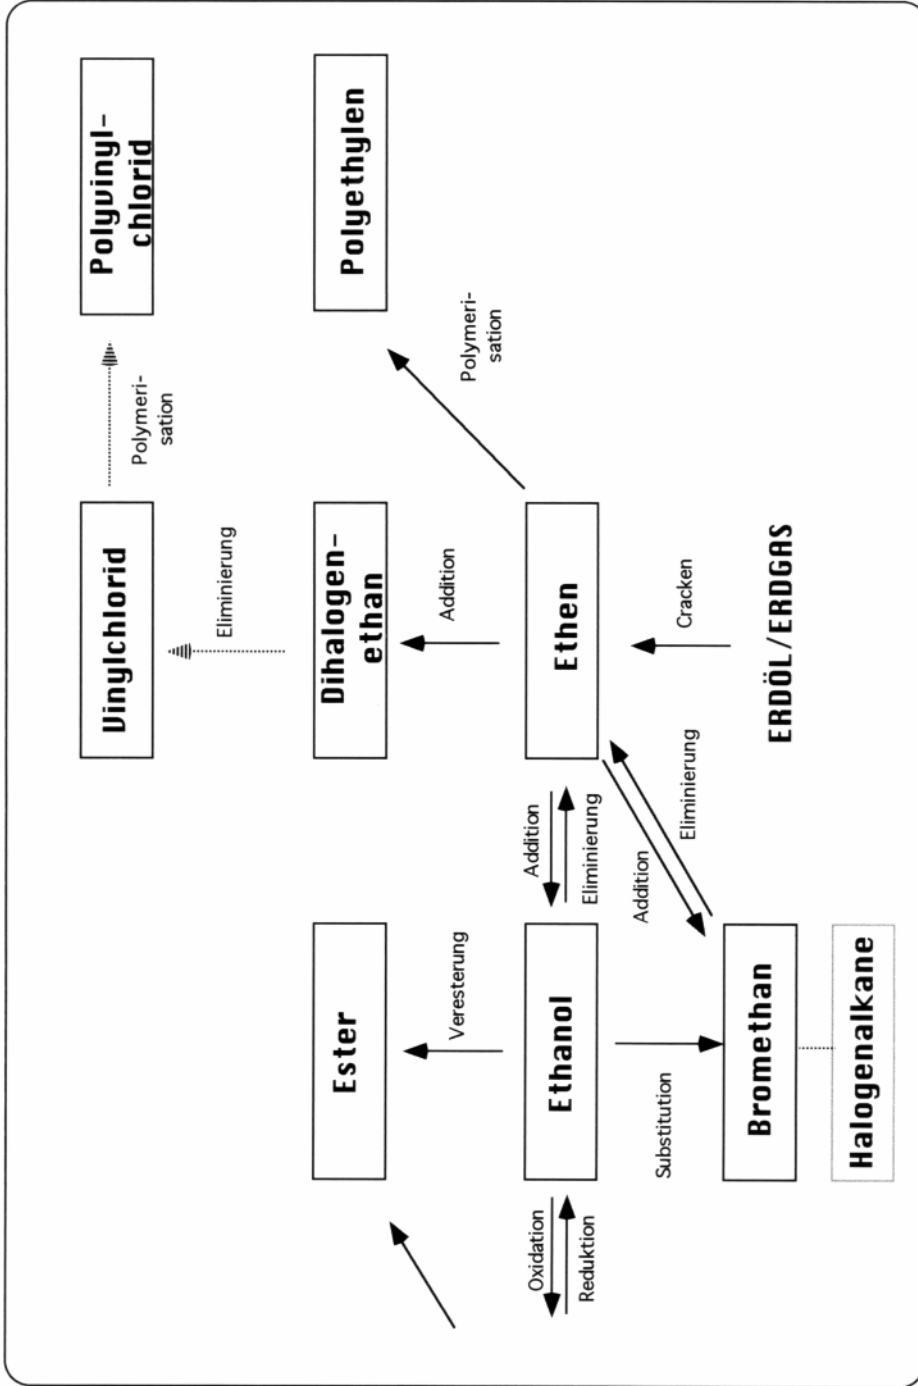 Vinylchlorid
Polyvinyl-
chlorid
Polymeri-
sation
Eliminierung
Ester
Dihalogen-
ethan
Polyethylen
Veresterung
Addition
Polymeri-
sation
Oxidation
Reduktion
Ethanol
Addition
Eliminierung
Ethen
Substitution
Addition
Eliminierung
Cracken
Bromethan
ERDÖL/ERDGAS
Halogenalkane